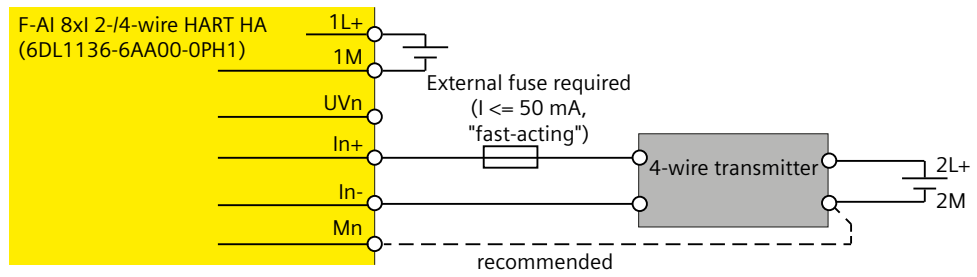 F-AI 8xI 2-/4-wire HART HA
(6DL1136-6AA00-0PH1)
1L+
1M
UVn
In+
In-
Mn
External fuse required
(I <= 50 mA,
"fast-acting")
4-wire transmitter
2L+
2M
recommended